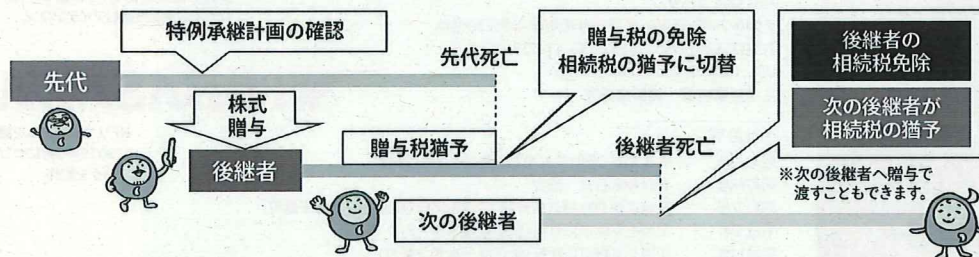 特例承継計画の確認
先代
先代死亡
株式
贈与
後継者
贈与税猶予
贈与税の免除
相続税の猶予に切替
後継者死亡
次の後継者
後継者の
相続税免除
次の後継者が
相続税の猶予
※次の後継者へ贈与で
渡すこともできます。